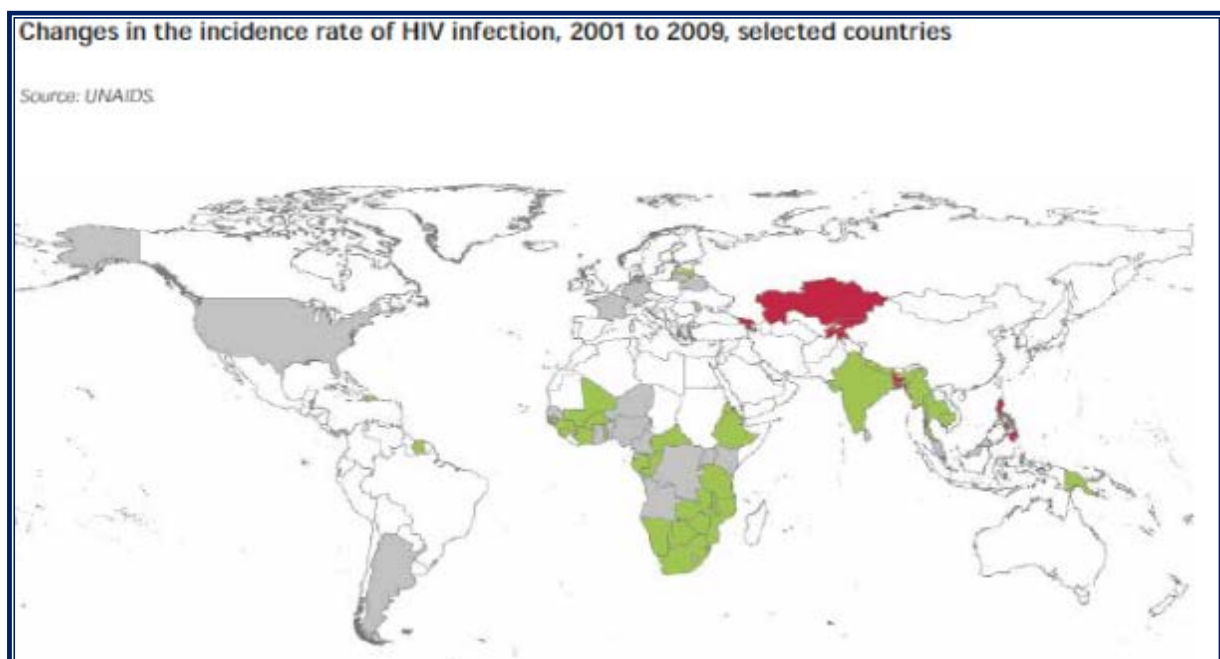 Changes in the incidence rate of HIV infection, 2001 to 2009, selected countries
Source: UNAIDS.